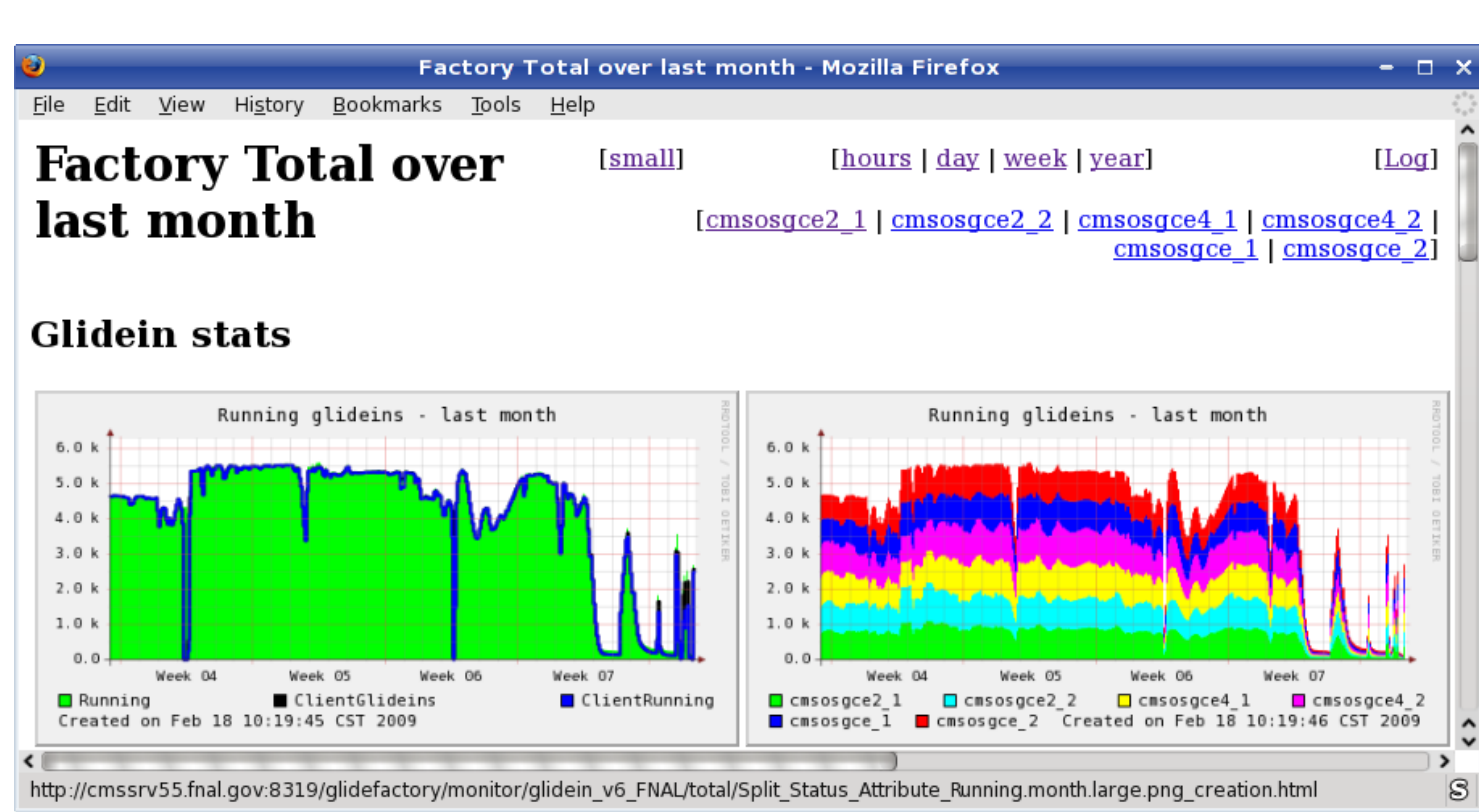 Factory Total over last month - Mozilla Firefox
File Edit View History Bookmarks Tools Help
Factory Total over
last month
[small] [hours | day | week | year] [Log]
[cmsosgce2_1 | cmsosgce2_2 | cmsosgce4_1 | cmsosgce4_2 |
cmsosgce_1 | cmsosgce_2]
Glidein stats
Running glideins - last month
RRDTOOL / TOBI OETIKER
6.0 k
5.0 k
4.0 k
3.0 k
2.0 k
1.0 k
0.0
Week 04 Week 05 Week 06 Week 07
Running ClientGlideins ClientRunning
Created on Feb 18 10:19:45 CST 2009
Running glideins - last month
RRDTOOL / TOBI OETIKER
6.0 k
5.0 k
4.0 k
3.0 k
2.0 k
1.0 k
0.0
Week 04 Week 05 Week 06 Week 07
cmsosgce2_1 cmsosgce2_2 cmsosgce4_1 cmsosgce4_2
cmsosgce_1 cmsosgce_2 Created on Feb 18 10:19:46 CST 2009
http://cmssrv55.fnal.gov:8319/glidefactory/monitor/glidein_v6_FNAL/total/Split_Status_Attribute_Running.month.large.png_creation.html
S